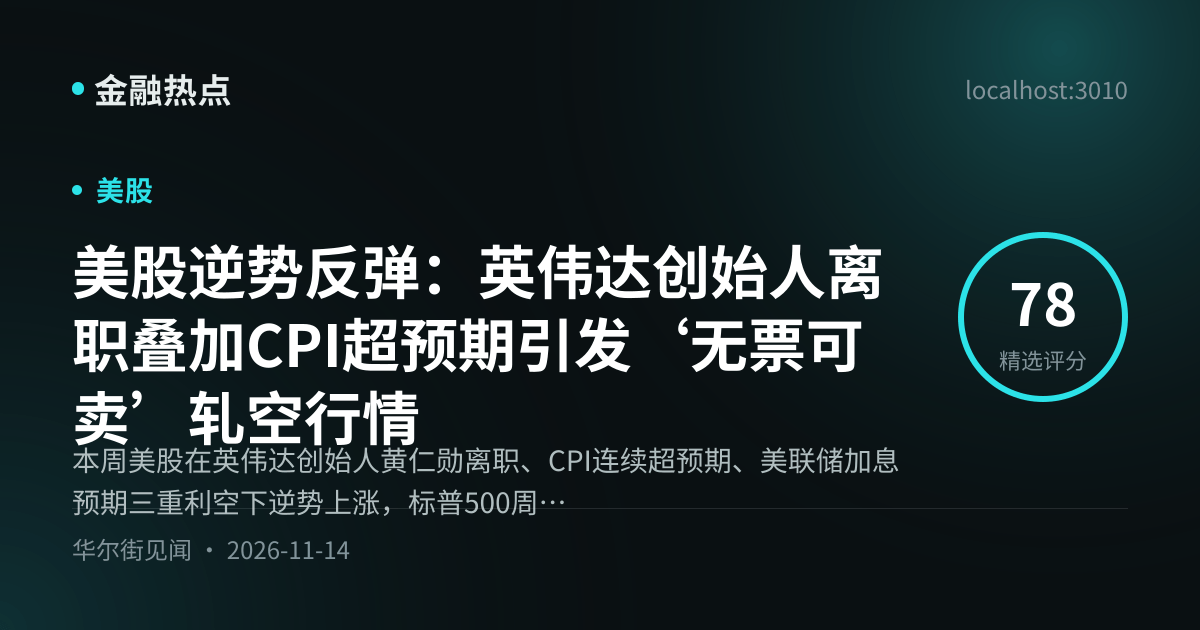 金融热点
localhost:3010
美股
美股逆势反弹：英伟达创始人离
职叠加CPI超预期引发‘无票可
卖’轧空行情
78
精选评分
本周美股在英伟达创始人黄仁勋离职、CPI连续超预期、美联储加息
预期三重利空下逆势上涨，标普500周…
华尔街见闻 · 2026-11-14